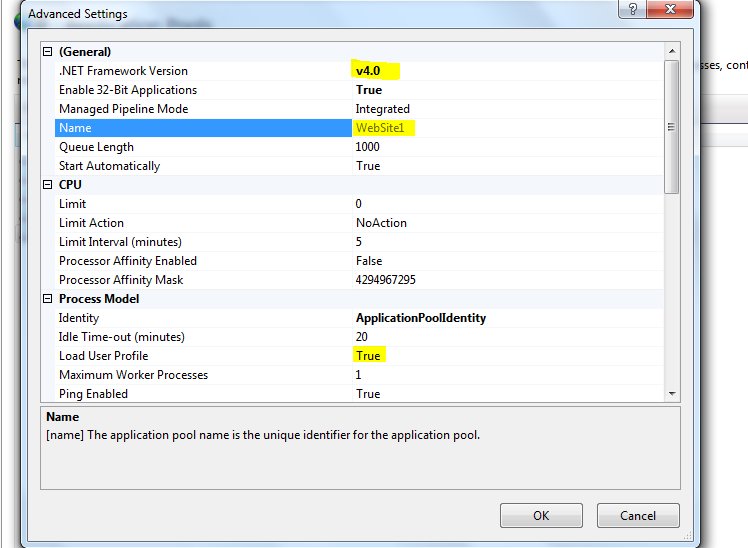 Advanced Settings
(General)
.NET Framework Version v4.0
Enable 32-Bit Applications True
Managed Pipeline Mode Integrated
Name WebSite1
Queue Length 1000
Start Automatically True
CPU
Limit 0
Limit Action NoAction
Limit Interval (minutes) 5
Processor Affinity Enabled False
Processor Affinity Mask 4294967295
Process Model
Identity ApplicationPoolIdentity
Idle Time-out (minutes) 20
Load User Profile True
Maximum Worker Processes 1
Ping Enabled True
Name
[name] The application pool name is the unique identifier for the application pool.
OK Cancel
sses, cont